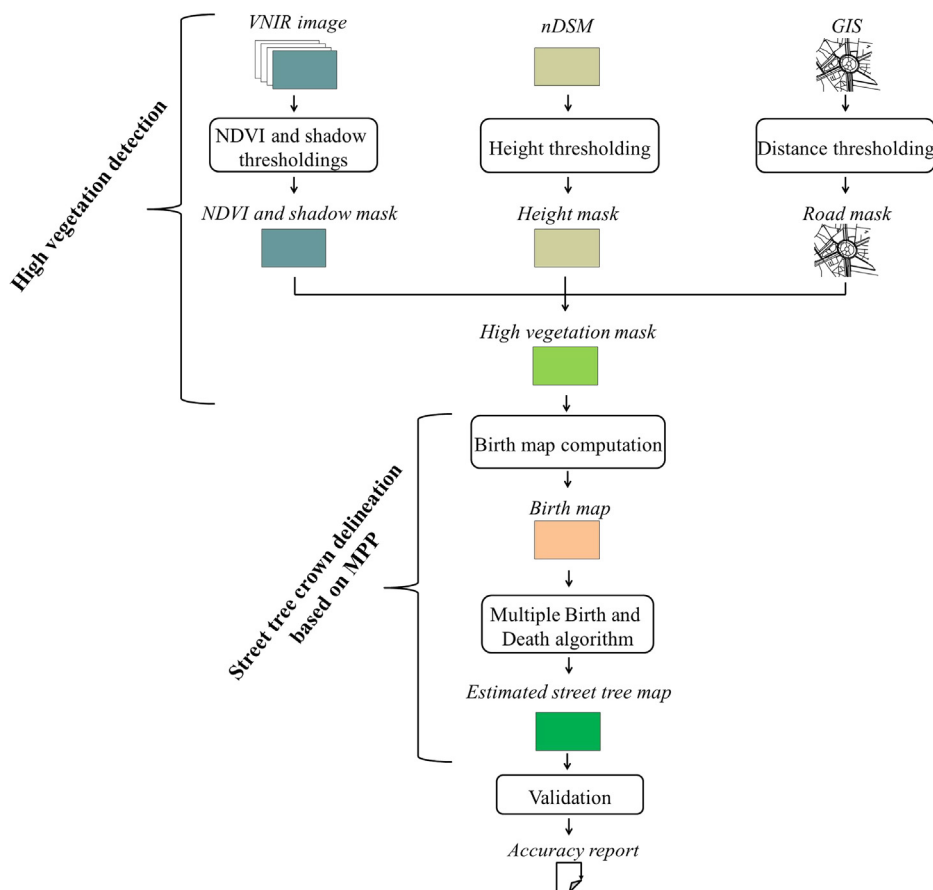 VNIR image
nDSM
GIS
NDVI and shadow
thresholdings
Height thresholding
Distance thresholding
NDVI and shadow mask
Height mask
Road mask
High vegetation detection
High vegetation mask
Birth map computation
Birth map
Street tree crown delineation
based on MPP
Multiple Birth and
Death algorithm
Estimated street tree map
Validation
Accuracy report